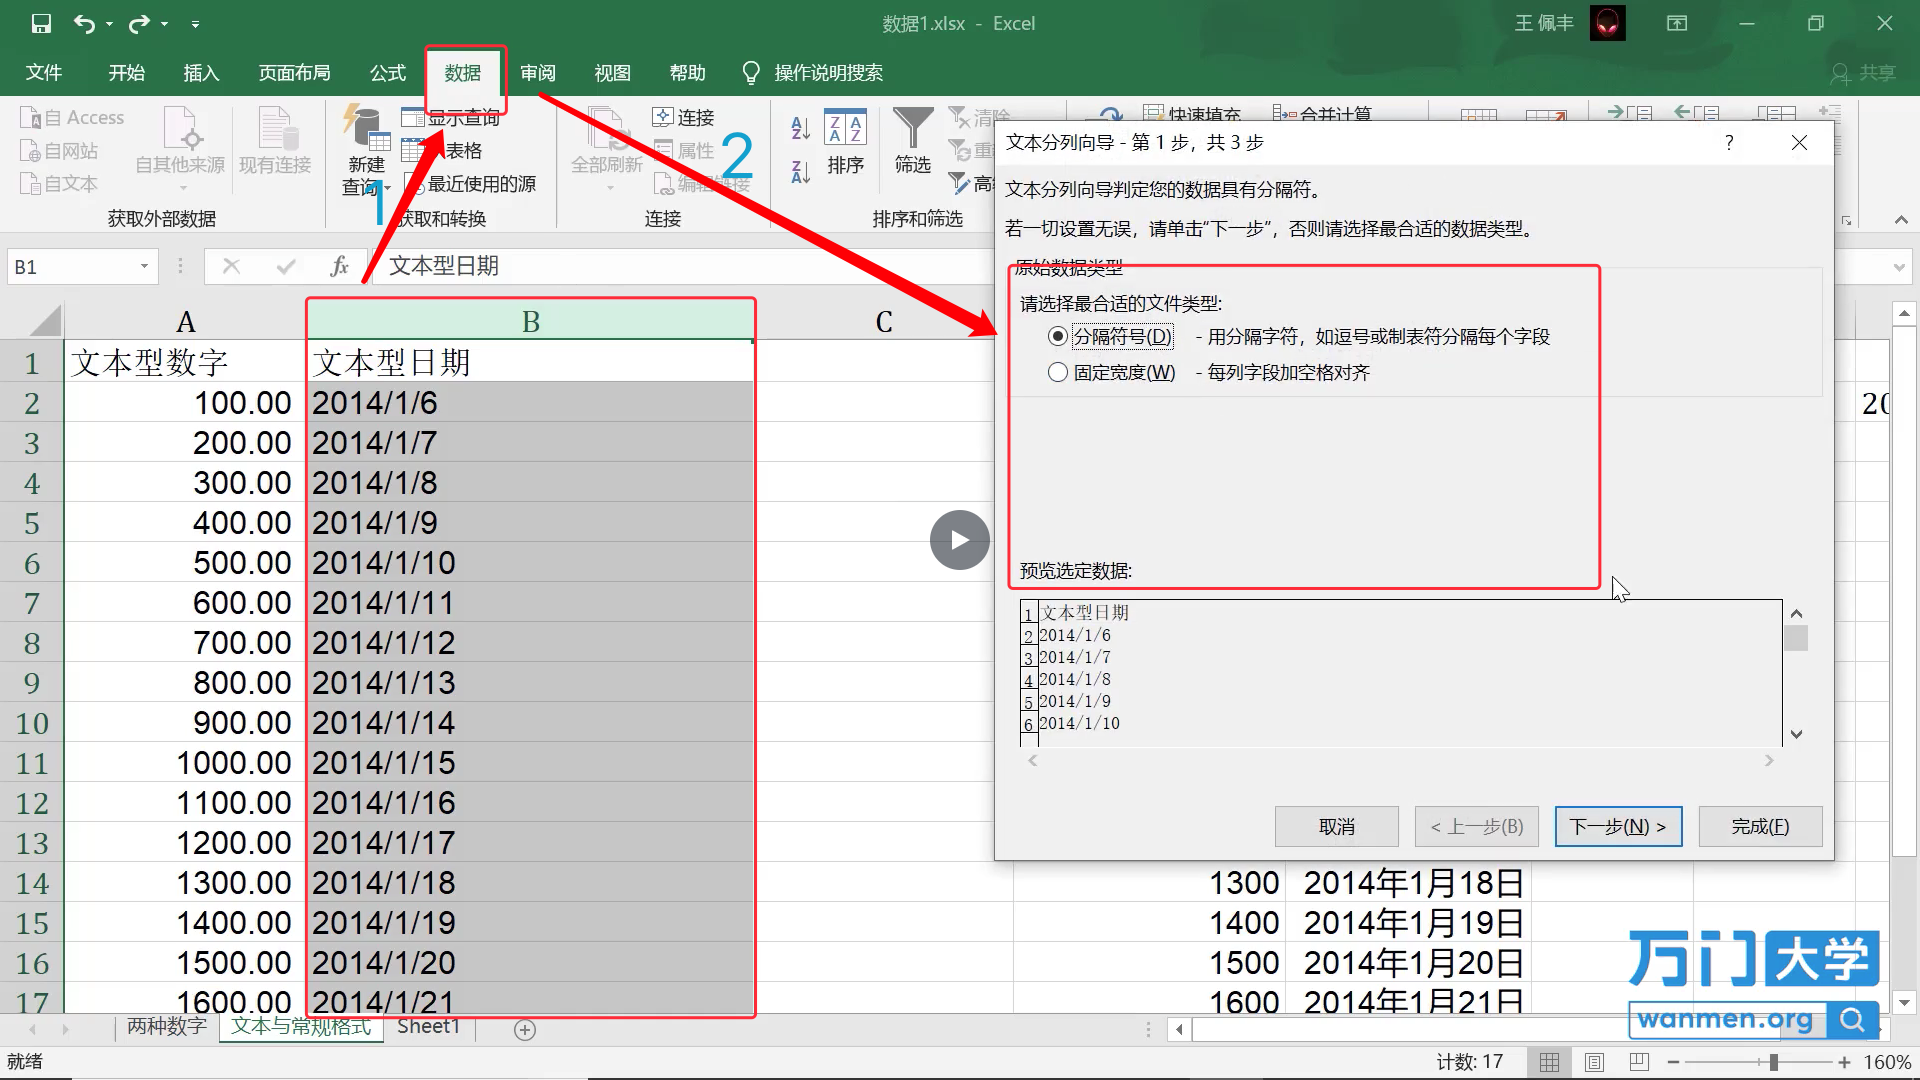 数据1.xlsx - Excel
王 佩丰
文件 开始 插入 页面布局 公式 数据 审阅 视图 帮助 操作说明搜索 共享
自 Access
自网站
自文本
自其他来源
现有连接
获取外部数据
新建
查询
显示查询
表格
最近使用的源
获取和转换
1
全部刷新
连接
属性
编辑链接
连接
2
排序
筛选
清除
排序和筛选
快速填充
合并计算
B1
fx
文本型日期
A B C
1 文本型数字 文本型日期
2 100.00 2014/1/6
3 200.00 2014/1/7
4 300.00 2014/1/8
5 400.00 2014/1/9
6 500.00 2014/1/10
7 600.00 2014/1/11
8 700.00 2014/1/12
9 800.00 2014/1/13
10 900.00 2014/1/14
11 1000.00 2014/1/15
12 1100.00 2014/1/16
13 1200.00 2014/1/17
14 1300.00 2014/1/18 1300 2014年1月18日
15 1400.00 2014/1/19 1400 2014年1月19日
16 1500.00 2014/1/20 1500 2014年1月20日
17 1600.00 2014/1/21 1600 2014年1月21日
文本分列向导 - 第 1 步，共 3 步
?
文本分列向导判定您的数据具有分隔符。
若一切设置无误，请单击“下一步”，否则请选择最合适的数据类型。
原始数据类型
请选择最合适的文件类型:
分隔符号(D) - 用分隔字符，如逗号或制表符分隔每个字段
固定宽度(W) - 每列字段加空格对齐
预览选定数据:
1 文本型日期
2 2014/1/6
3 2014/1/7
4 2014/1/8
5 2014/1/9
6 2014/1/10
取消 < 上一步(B) 下一步(N) > 完成(F)
万门大学
wanmen.org
两种数字 文本与常规格式 Sheet1
就绪
计数: 17
160%